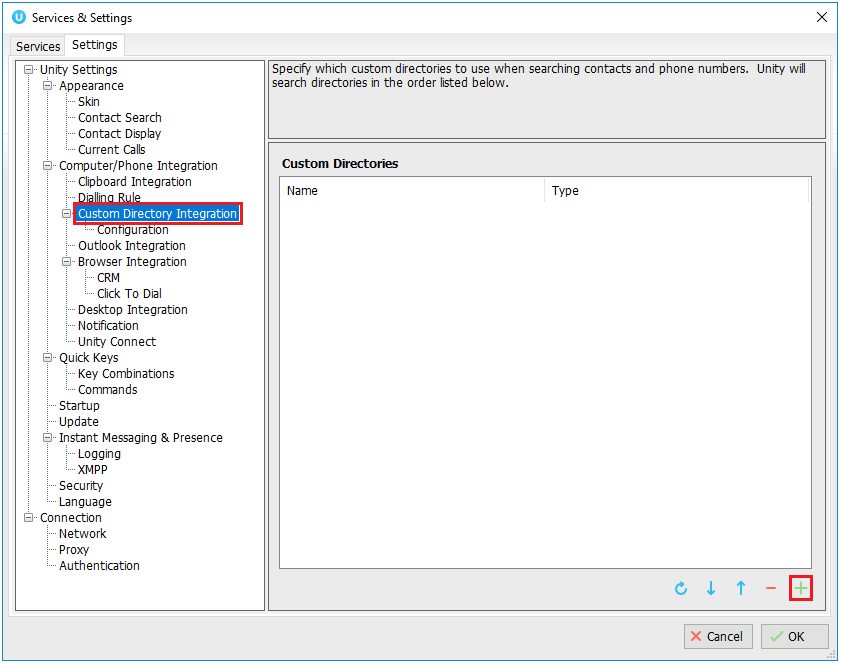 U Services & Settings
Services Settings
Unity Settings
Appearance
Skin
Contact Search
Contact Display
Current Calls
Computer/Phone Integration
Clipboard Integration
Dialling Rule
Custom Directory Integration
Configuration
Outlook Integration
Browser Integration
CRM
Click To Dial
Desktop Integration
Notification
Unity Connect
Quick Keys
Key Combinations
Commands
Startup
Update
Instant Messaging & Presence
Logging
XMPP
Security
Language
Connection
Network
Proxy
Authentication
Specify which custom directories to use when searching contacts and phone numbers.  Unity will
search directories in the order listed below.
Custom Directories
Name Type
Cancel OK